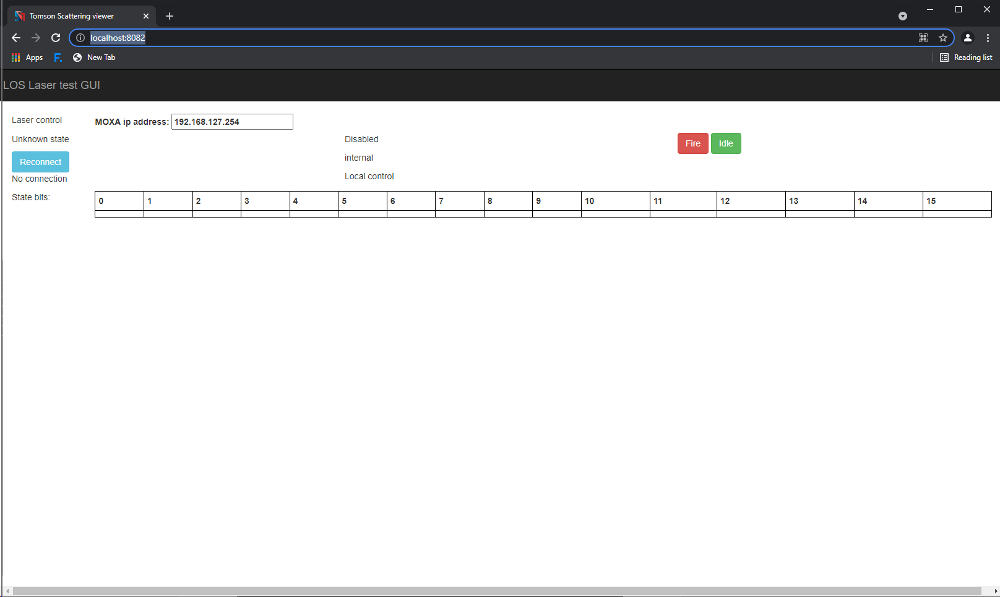 Tomson Scattering viewer
localhost:8082
Apps F. New Tab Reading list
LOS Laser test GUI
Laser control MOXA ip address: 192.168.127.254
Unknown state Disabled Fire Idle
internal
Reconnect
No connection Local control
State bits: 0 1 2 3 4 5 6 7 8 9 10 11 12 13 14 15